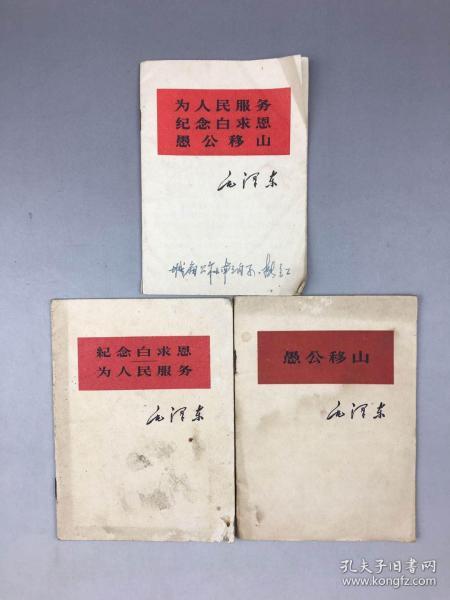 为人民服务
纪念白求恩
愚公移山
毛泽东
紀念白求恩
为人民服务
毛泽东
愚公移山
毛泽东
孔夫子旧书网
www.kongfz.com